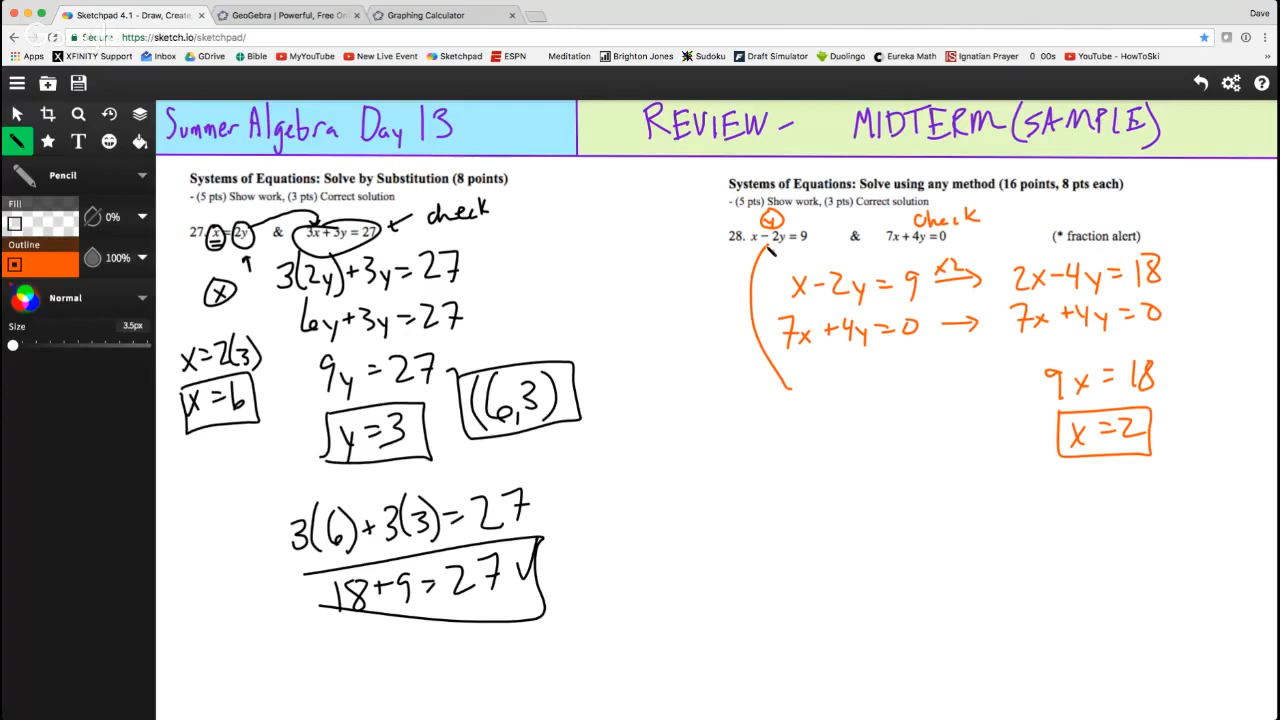 Sketchpad 4.1 - Draw, Create,
GeoGebra | Powerful, Free On
Graphing Calculator
Dave
Secure https://sketch.io/sketchpad/
Apps XFINITY Support Inbox GDrive Bible MyYouTube New Live Event Sketchpad ESPN Meditation Brighton Jones Sudoku Draft Simulator Duolingo Eureka Math Ignatian Prayer 00s YouTube - HowToSki
Summer Algebra Day 13
REVIEW - MIDTERM (SAMPLE)
Pencil
Fill
0%
Outline
100%
Normal
Size
3.5px
Systems of Equations: Solve by Substitution (8 points)
- (5 pts) Show work, (3 pts) Correct solution
check
27. x = 2y & 3x + 3y = 27
3(2y)+3y=27
x
6y+3y=27
x=2(3)
9y=27
x=6
(6,3)
y=3
3(6)+3(3)=27
18+9=27 ✓
Systems of Equations: Solve using any method (16 points, 8 pts each)
- (5 pts) Show work, (3 pts) Correct solution
y
check
28. x – 2y = 9 & 7x + 4y = 0 (* fraction alert)
x-2y=9 x2 → 2x-4y=18
7x+4y=0 → 7x+4y=0
9x=18
x=2